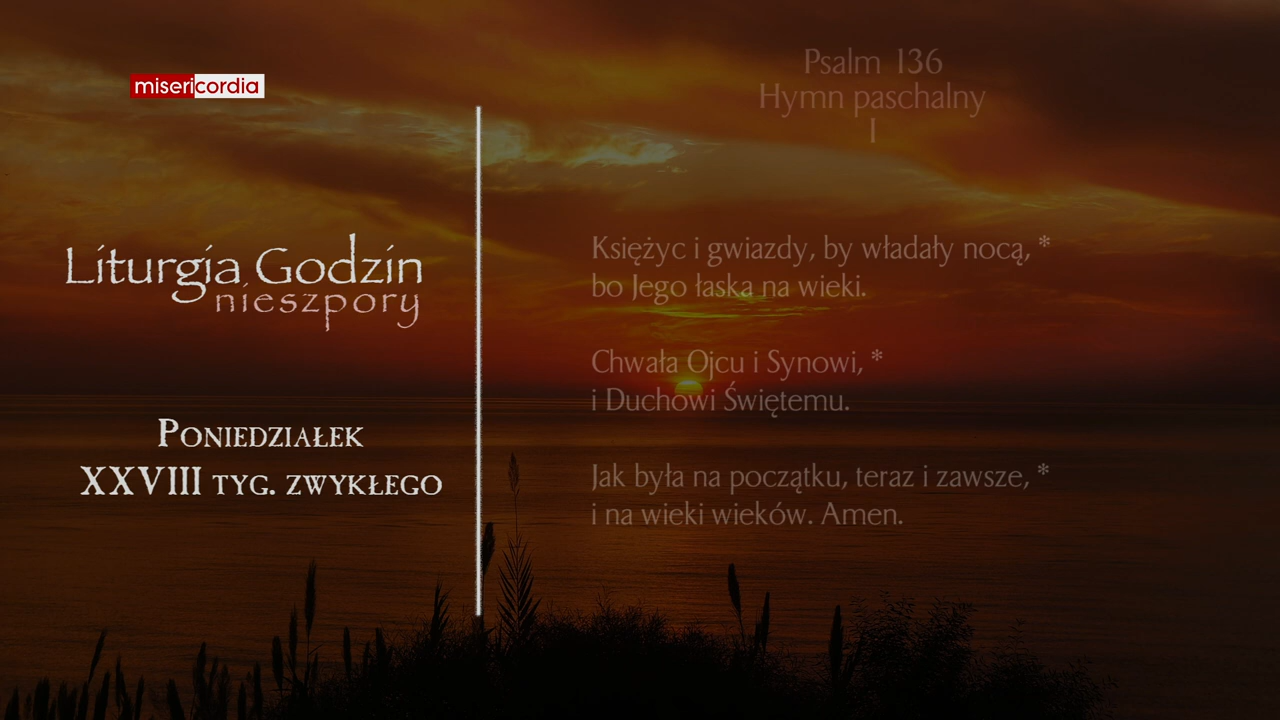 misericordia
Liturgia Godzin
nieszpory
Poniedziałek
XXVIII tyg. zwykłego
Psalm 136
Hymn paschalny
I
Księżyc i gwiazdy, by władały nocą, *
bo Jego łaska na wieki.
Chwała Ojcu i Synowi, *
i Duchowi Świętemu.
Jak była na początku, teraz i zawsze, *
i na wieki wieków. Amen.